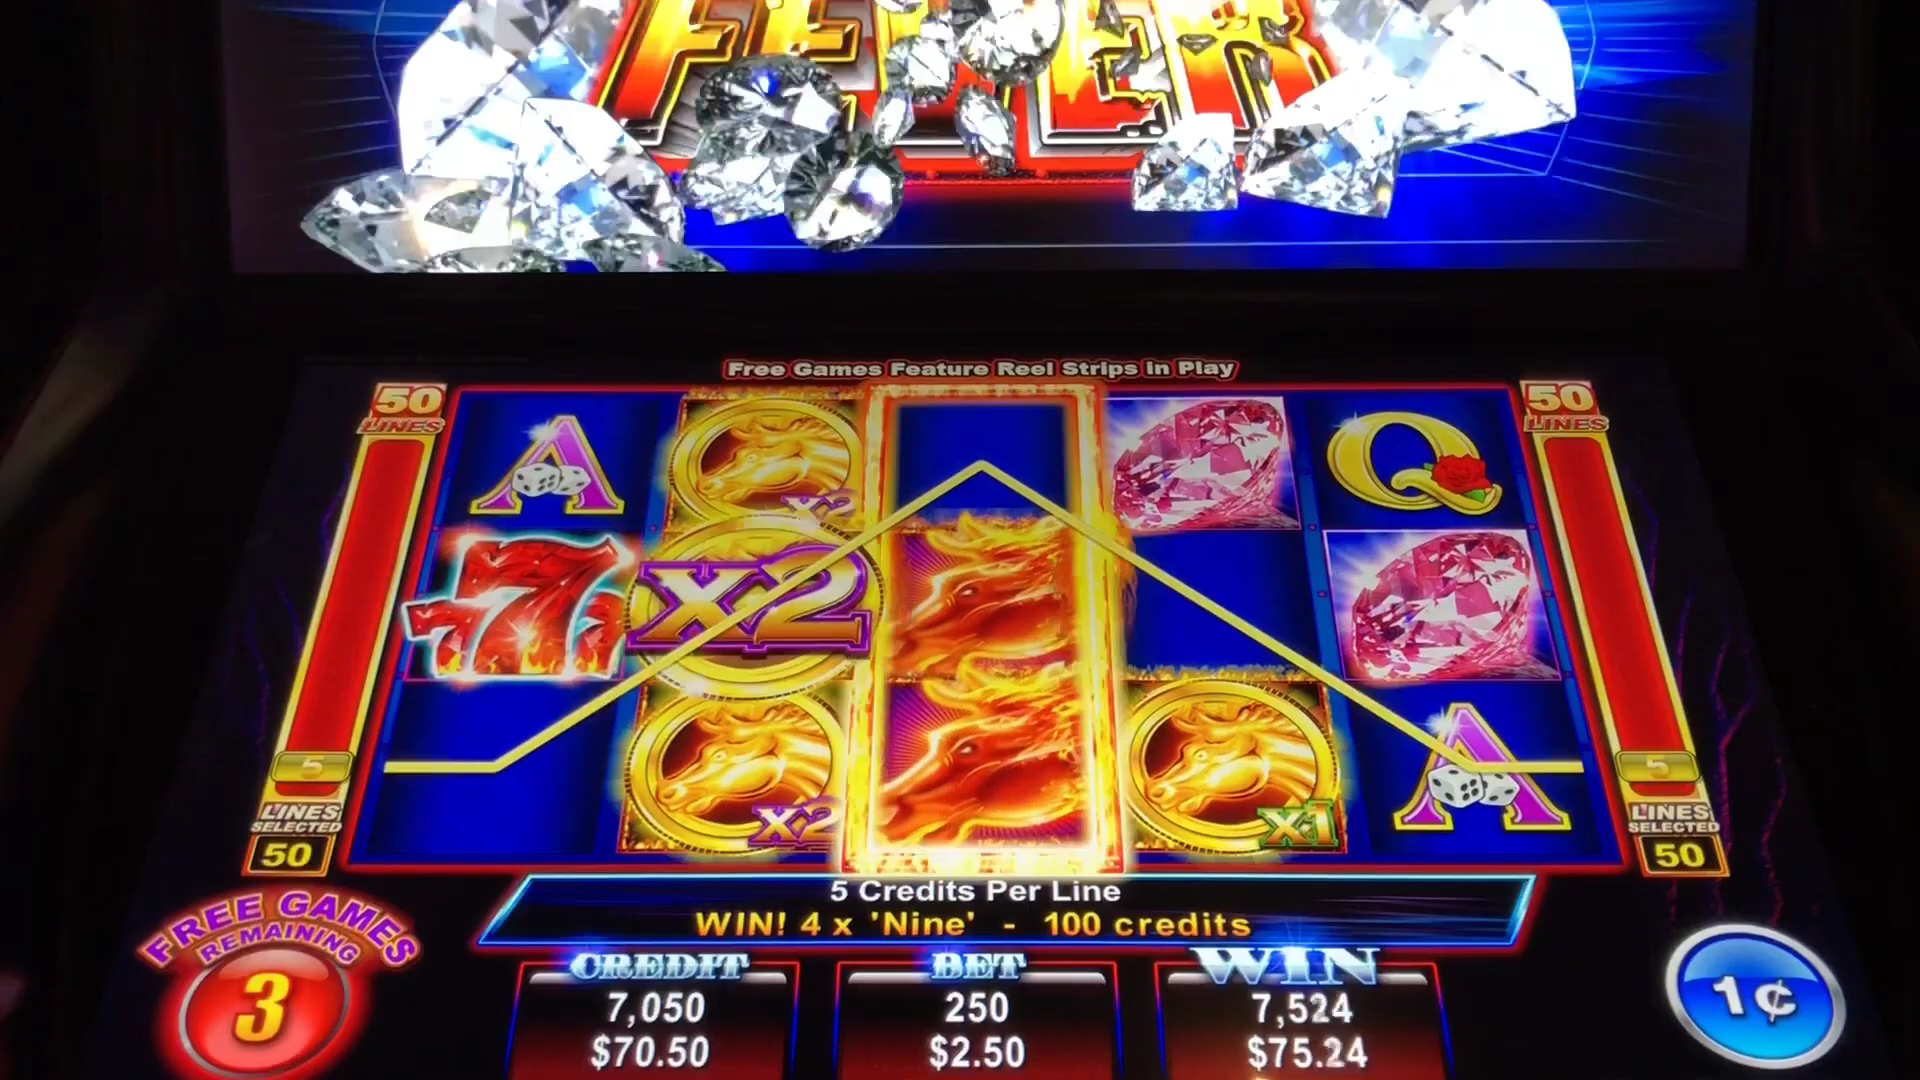 FEVER
Free Games Feature Reel Strips in Play
50
LINES
50
LINES
A
x2
Q
777
x2
5
5
x2
x1
A
LINES
SELECTED
50
LINES
SELECTED
50
5 Credits Per Line
WIN! 4 x 'Nine' - 100 credits
FREE GAMES
REMAINING
3
CREDIT
7,050
$70.50
BET
250
$2.50
WIN
7,524
$75.24
1¢